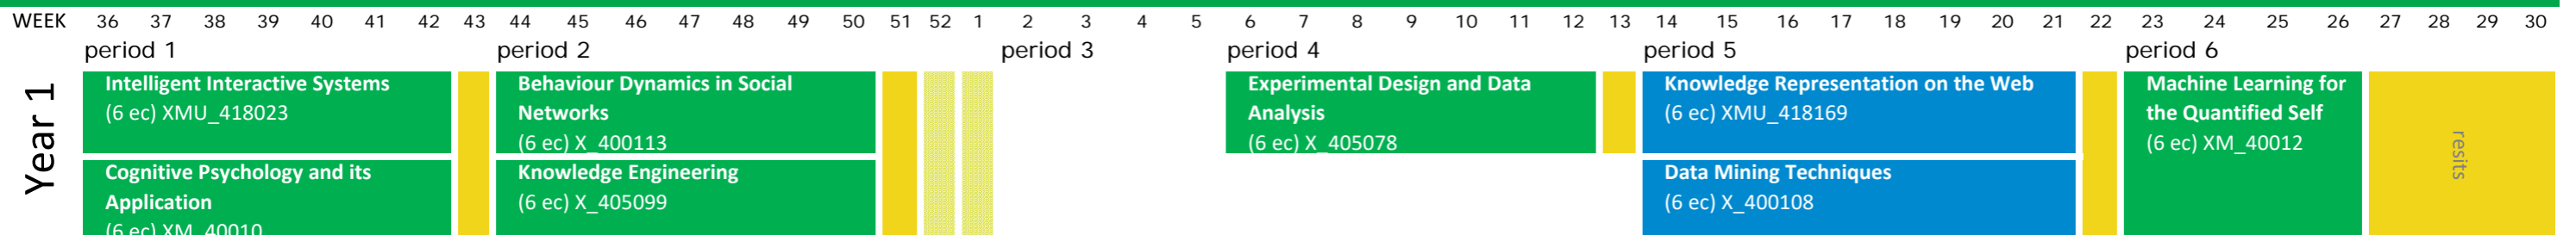 WEEK 36 37 38 39 40 41 42 43 44 45 46 47 48 49 50 51 52 1 2 3 4 5 6 7 8 9 10 11 12 13 14 15 16 17 18 19 20 21 22 23 24 25 26 27 28 29 30
period 1 period 2 period 3 period 4 period 5 period 6
Year 1
Intelligent Interactive Systems
(6 ec) XMU_418023
Cognitive Psychology and its
Application
(6 ec) XM_40010
Behaviour Dynamics in Social
Networks
(6 ec) X_400113
Knowledge Engineering
(6 ec) X_405099
Experimental Design and Data
Analysis
(6 ec) X_405078
Knowledge Representation on the Web
(6 ec) XMU_418169
Data Mining Techniques
(6 ec) X_400108
Machine Learning for
the Quantified Self
(6 ec) XM_40012
resits